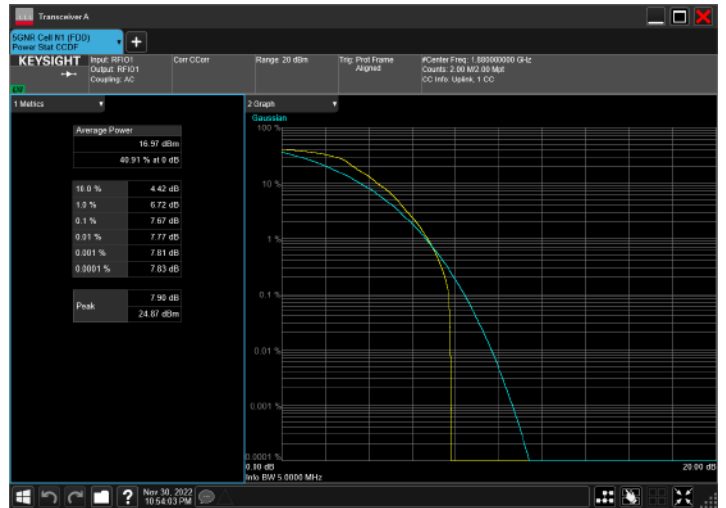 Transceiver A
5GNR Cell N1 (FDD)
Power Stat CCDF
KEYSIGHT
Input: RFIO1
Output: RFIO1
Coupling: AC
Corr CCorr
Range: 20 dBm
Trig: Prot Frame
Aligned
#Center Freq: 1.800000000 GHz
Counts: 2.00 M/2.00 Mpt
CC Info: Uplink, 1 CC
1 Metrics
Average Power
16.97 dBm
40.91 % at 0 dB
10.0 % 4.42 dB
1.0 % 6.72 dB
0.1 % 7.67 dB
0.01 % 7.77 dB
0.001 % 7.81 dB
0.0001 % 7.83 dB
Peak
7.90 dB
24.87 dBm
2 Graph
Gaussian
100 %
10 %
1 %
0.1 %
0.01 %
0.001 %
0.0001 %
0.00 dB
20.00 dB
Info BW 5.0000 MHz
?
Nov 30, 2022
10:54:03 PM